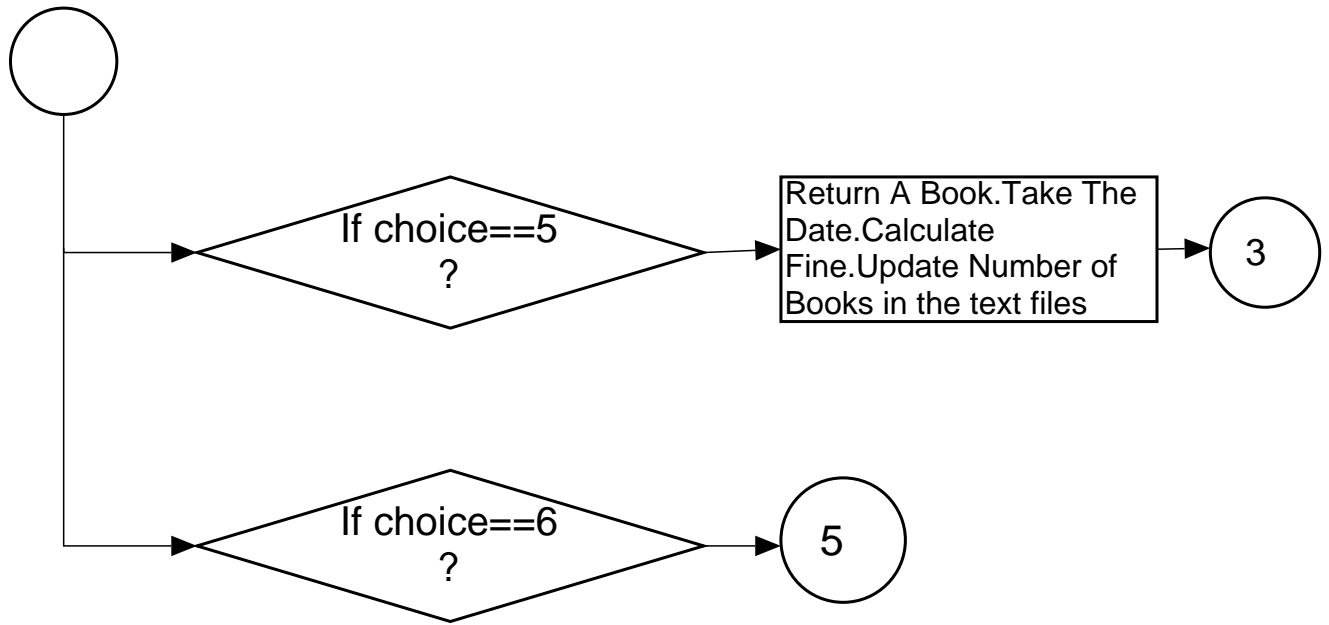 If choice==5
?
Return A Book.Take The
Date.Calculate
Fine.Update Number of
Books in the text files
3
If choice==6
?
5